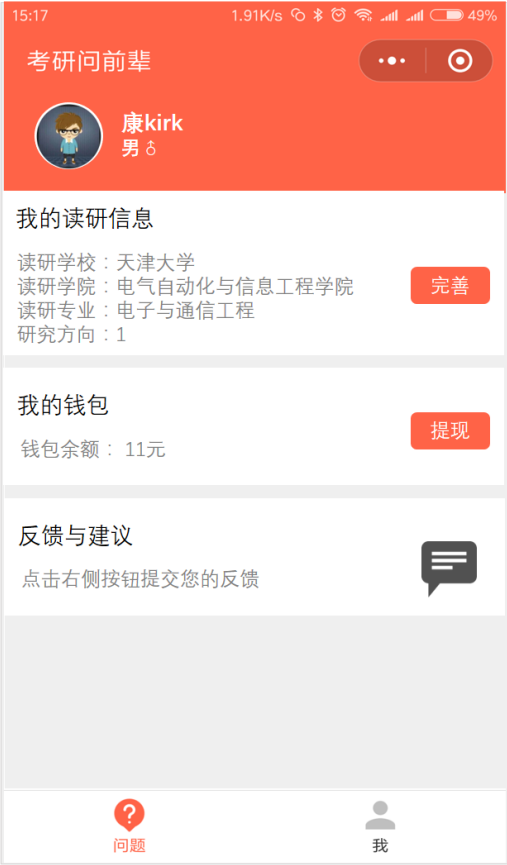 15:17 1.91K/s 49%
考研问前辈
康kirk
男♂
我的读研信息
读研学校：天津大学
读研学院：电气自动化与信息工程学院
读研专业：电子与通信工程
研究方向：1
完善
我的钱包
钱包余额： 11元
提现
反馈与建议
点击右侧按钮提交您的反馈
问题
我